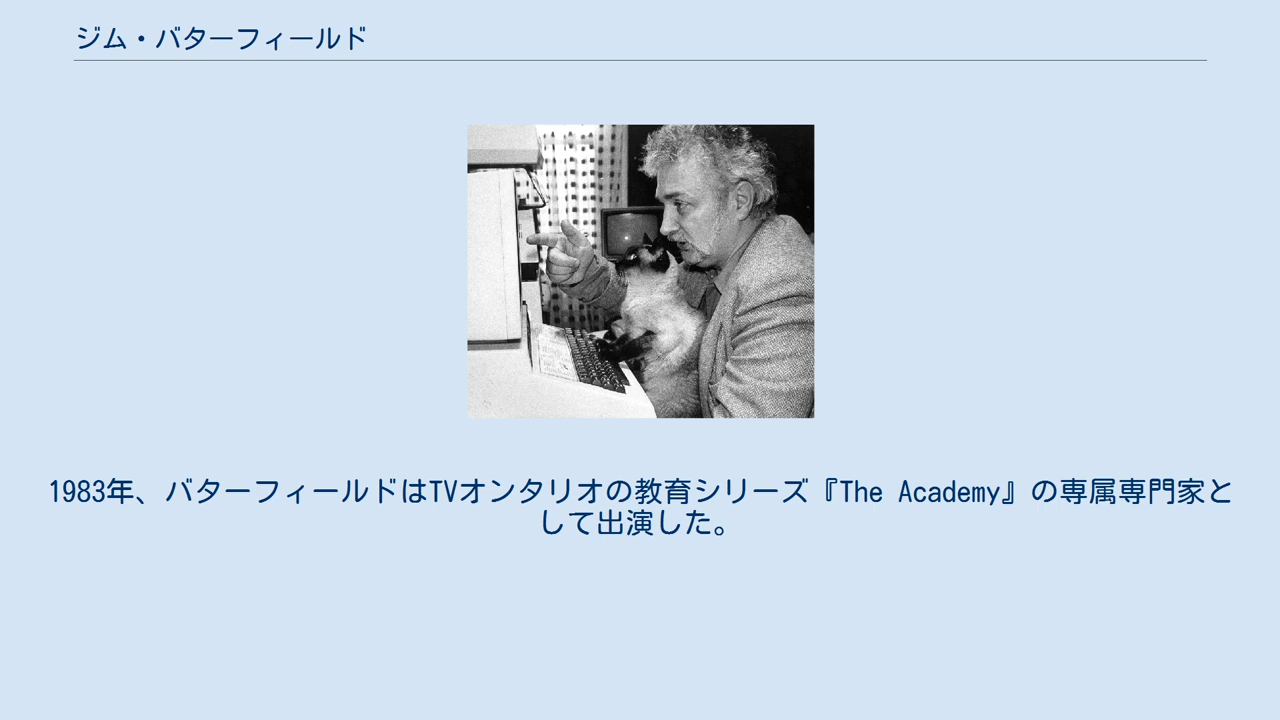 ジム・バターフィールド
1983年、バターフィールドはTVオンタリオの教育シリーズ『The Academy』の専属専門家と
して出演した。